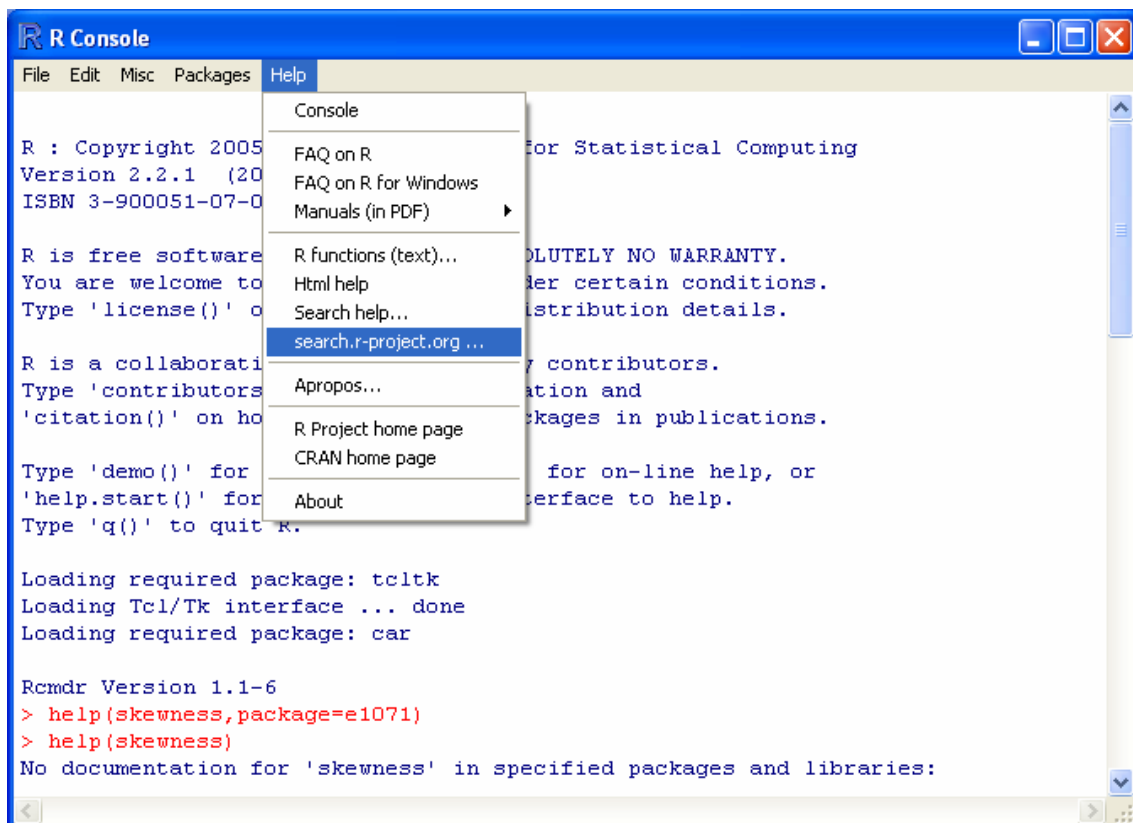 R Console
File Edit Misc Packages Help
Console
FAQ on R
FAQ on R for Windows
Manuals (in PDF)
R functions (text)...
Html help
Search help...
search.r-project.org ...
Apropos...
R Project home page
CRAN home page
About
R : Copyright 2005 for Statistical Computing
Version 2.2.1 (20
ISBN 3-900051-07-0
R is free software OLUTELY NO WARRANTY.
You are welcome to der certain conditions.
Type 'license()' o istribution details.
R is a collaborati y contributors.
Type 'contributors ation and
'citation()' on ho ckages in publications.
Type 'demo()' for for on-line help, or
'help.start()' for terface to help.
Type 'q()' to quit R.
Loading required package: tcltk
Loading Tcl/Tk interface ... done
Loading required package: car
Rcmdr Version 1.1-6
> help(skewness,package=e1071)
> help(skewness)
No documentation for 'skewness' in specified packages and libraries: